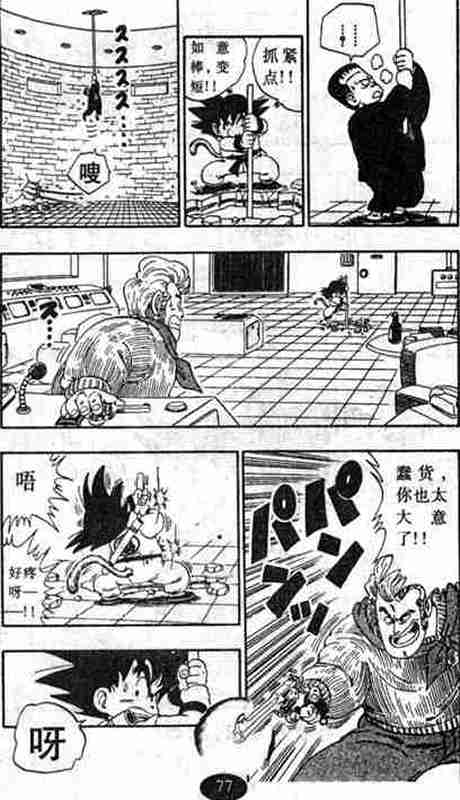 ……
抓紧
点！！
如意
棒，变
短！！
ススス……
嗖
ス……
蠢货，
你也太
大意
了！！
パンパンッ
唔
好疼
呀——
——！！
呀
77